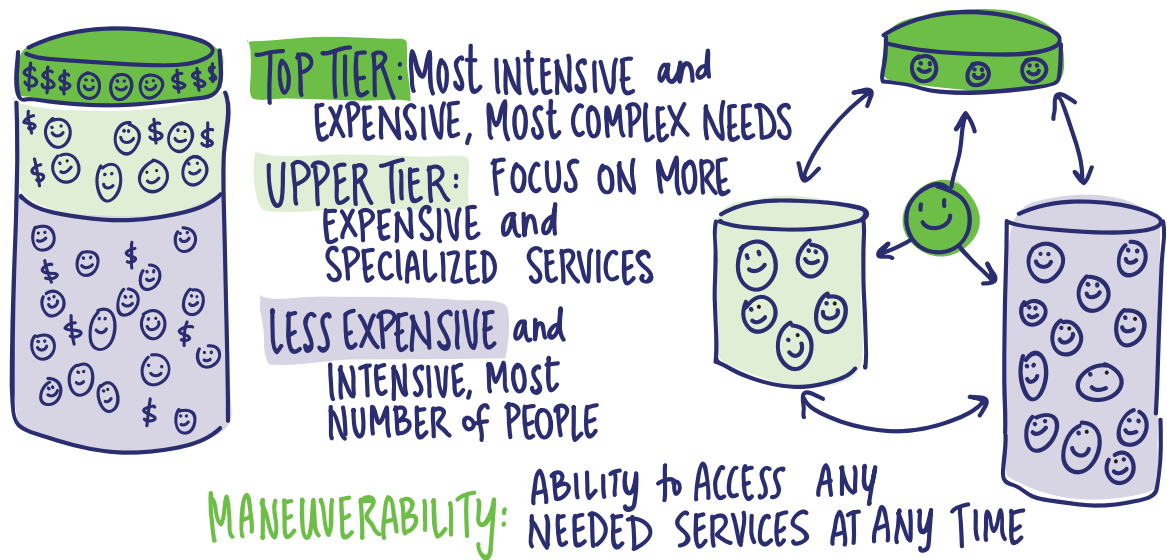 $$$ $$$
TOP TIER: MOST INTENSIVE and
EXPENSIVE, MOST COMPLEX NEEDS
$ $ $
$
UPPER TIER: FOCUS ON MORE
EXPENSIVE and
SPECIALIZED SERVICES
$ $
$ $
$
LESS EXPENSIVE and
INTENSIVE, MOST
NUMBER of PEOPLE
MANEUVERABILITY: ABILITY to ACCESS ANY
NEEDED SERVICES AT ANY TIME